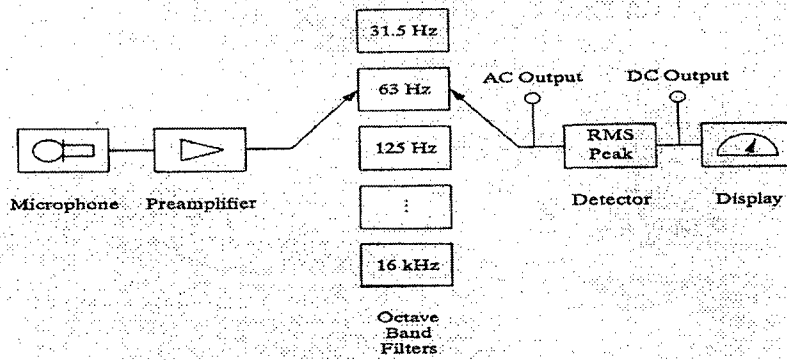 31.5 Hz
63 Hz
125 Hz
⋮
16 kHz
Octave
Band
Filters
Microphone
Preamplifier
AC Output
DC Output
RMS
Peak
Detector
Display